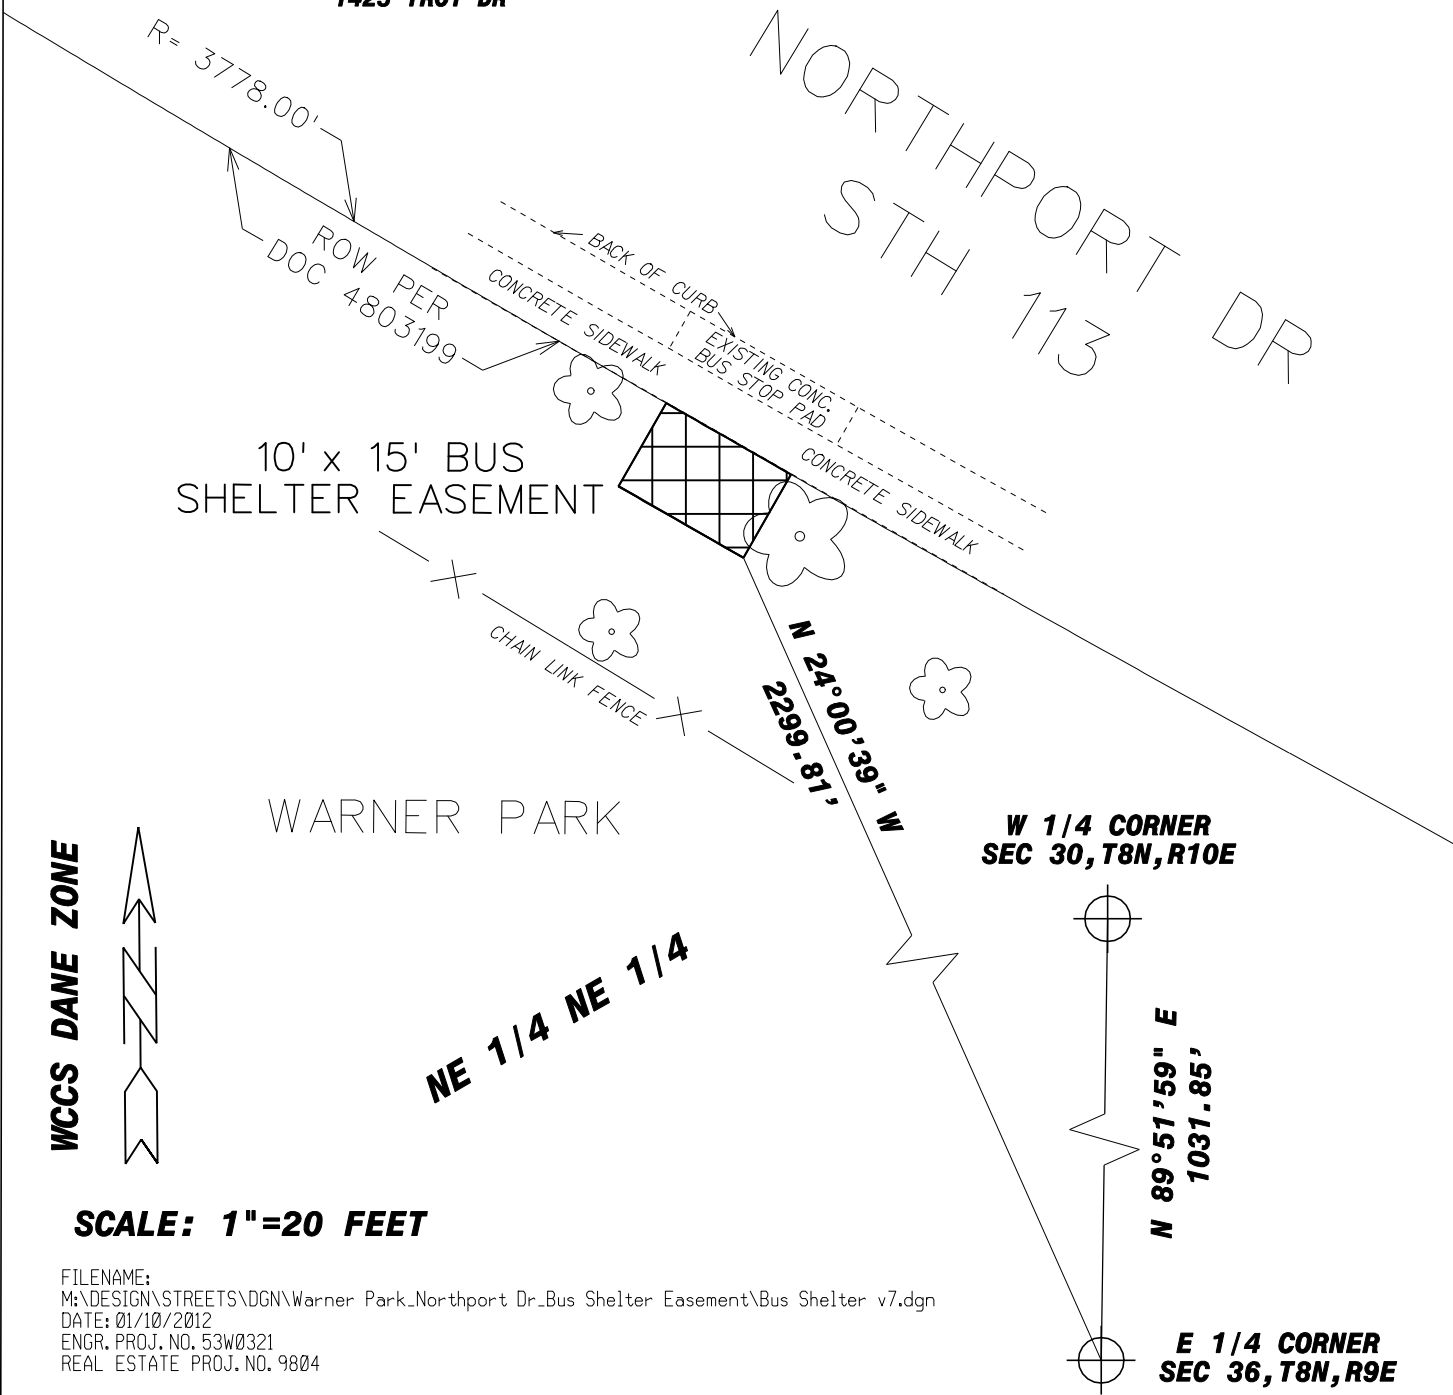 1425 TROY DR
NORTHPORT DR
STH 113
R= 3778.00'
ROW PER
DOC 4803199
BACK OF CURB
CONCRETE SIDEWALK
EXISTING CONC.
BUS STOP PAD
CONCRETE SIDEWALK
10' x 15' BUS
SHELTER EASEMENT
CHAIN LINK FENCE
N 24°00'39" W
2299.81'
WARNER PARK
W 1/4 CORNER
SEC 30,T8N,R10E
WCCS DANE ZONE
N
NE 1/4 NE 1/4
N 89°51'59" E
1031.85'
SCALE: 1"=20 FEET
FILENAME:
M:\DESIGN\STREETS\DGN\Warner Park_Northport Dr_Bus Shelter Easement\Bus Shelter v7.dgn
DATE: 01/10/2012
ENGR. PROJ. NO. 53W0321
REAL ESTATE PROJ. NO. 9804
E 1/4 CORNER
SEC 36,T8N,R9E